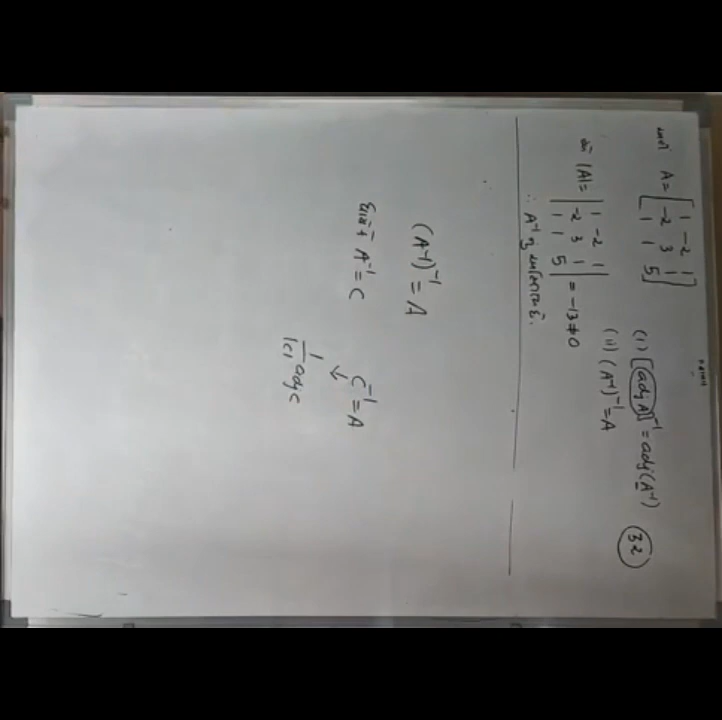 A = [ 1 -2 1
-2 3 1
1 1 5 ]
(i) [adj A]⁻¹ = adj(A⁻¹)
(ii) (A⁻¹)⁻¹ = A
32
|A| = | 1 -2 1
-2 3 1
1 1 5 | = -13 ≠ 0
∴ A⁻¹
(A⁻¹)⁻¹ = A
A⁻¹ = C
C⁻¹ = A
↓
1/|C| adj C